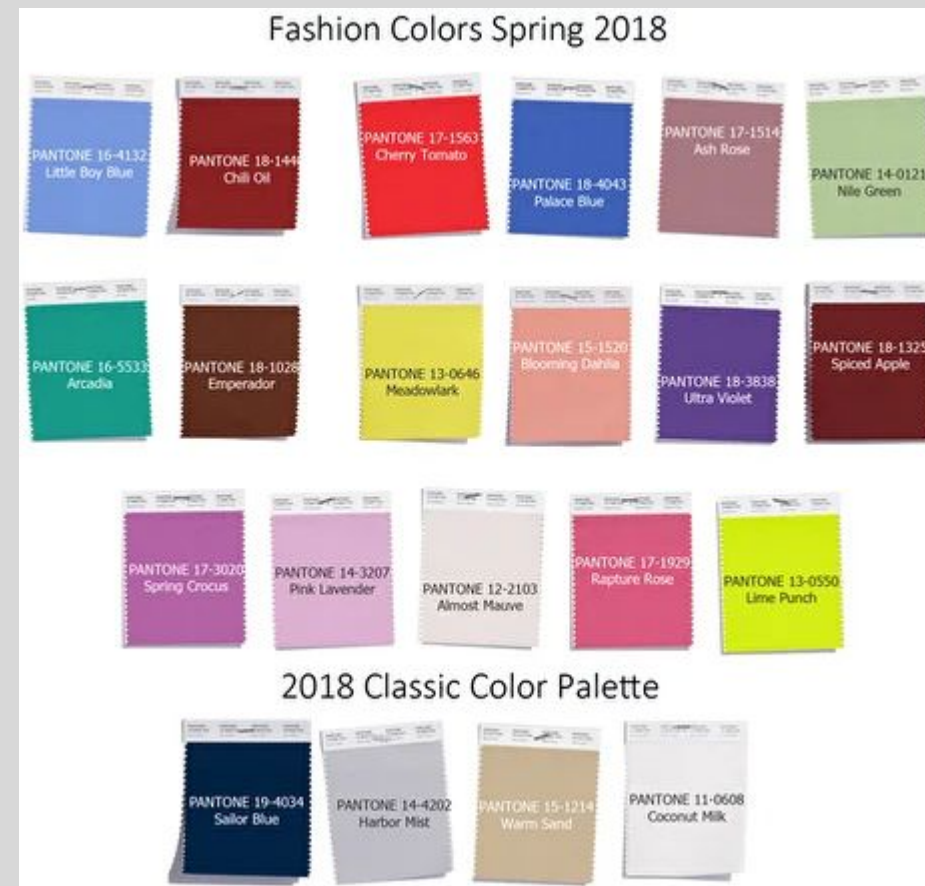 Fashion Colors Spring 2018
PANTONE 16-4132
Little Boy Blue
PANTONE 18-144
Chili Oil
PANTONE 17-1563
Cherry Tomato
PANTONE 18-4043
Palace Blue
PANTONE 17-1514
Ash Rose
PANTONE 14-0121
Nile Green
PANTONE 16-5533
Arcadia
PANTONE 18-1028
Emperador
PANTONE 13-0646
Meadowlark
PANTONE 15-1520
Blooming Dahlia
PANTONE 18-3838
Ultra Violet
PANTONE 18-1325
Spiced Apple
PANTONE 17-3020
Spring Crocus
PANTONE 14-3207
Pink Lavender
PANTONE 12-2103
Almost Mauve
PANTONE 17-1929
Rapture Rose
PANTONE 13-0550
Lime Punch
2018 Classic Color Palette
PANTONE 19-4034
Sailor Blue
PANTONE 14-4202
Harbor Mist
PANTONE 15-1214
Warm Sand
PANTONE 11-0608
Coconut Milk